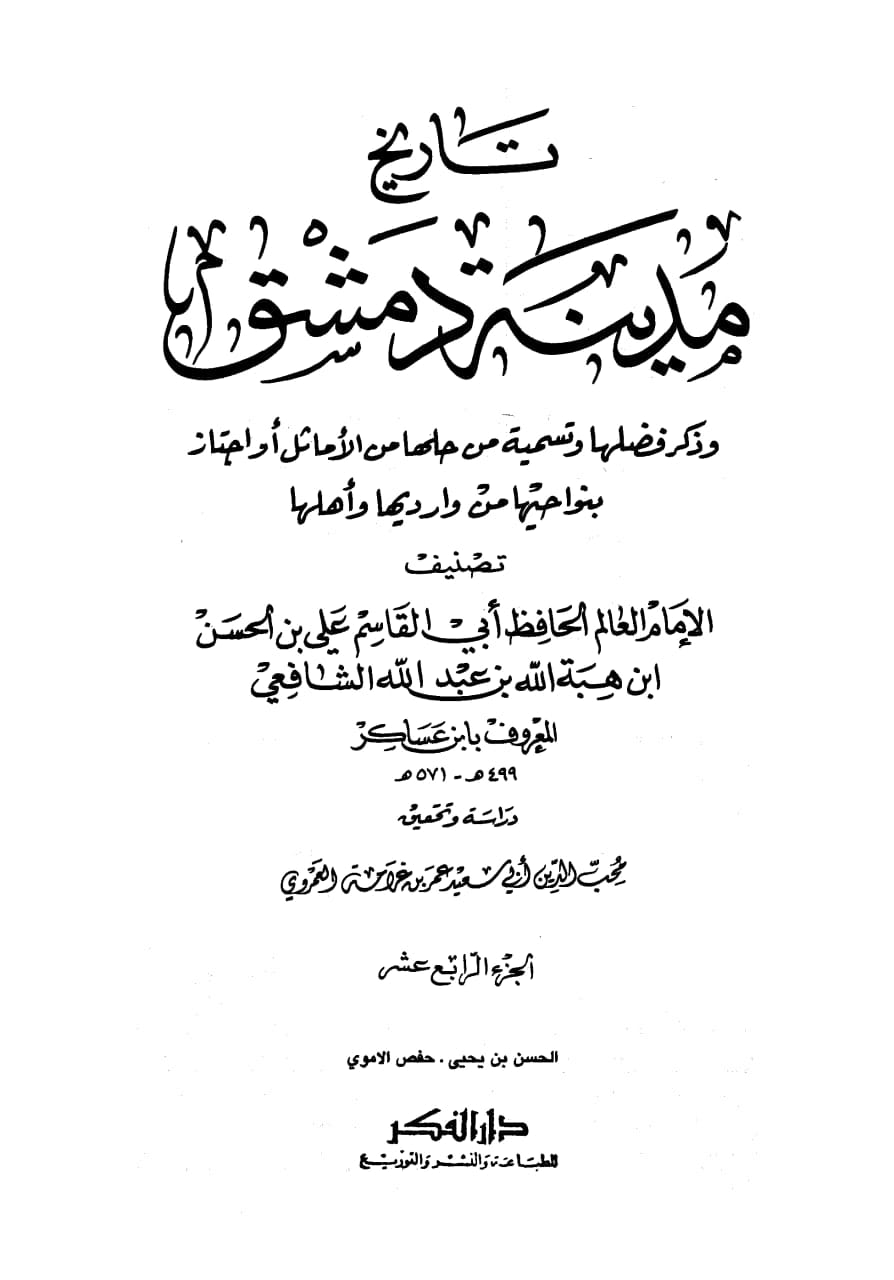 تاريخ
مدينة دمشق
وذكر فضلها وتسمية من حلها من الأماثل أو اجتاز
بنواحيها من وارديها وأهلها
تصنيف
الإمام العالم الحافظ أبي القاسم علي بن الحسن
ابن هبة الله بن عبد الله الشافعي
المعروف بابن عساكر
٤٩٩ هـ - ٥٧١ هـ
دراسة وتحقيق
محب الدين أبي سعيد عمر بن غرامة العمروي
الجزء الرابع عشر
الحسن بن يحيى . حفص الاموي
دار الفكر
للطباعة والنشر والتوزيع